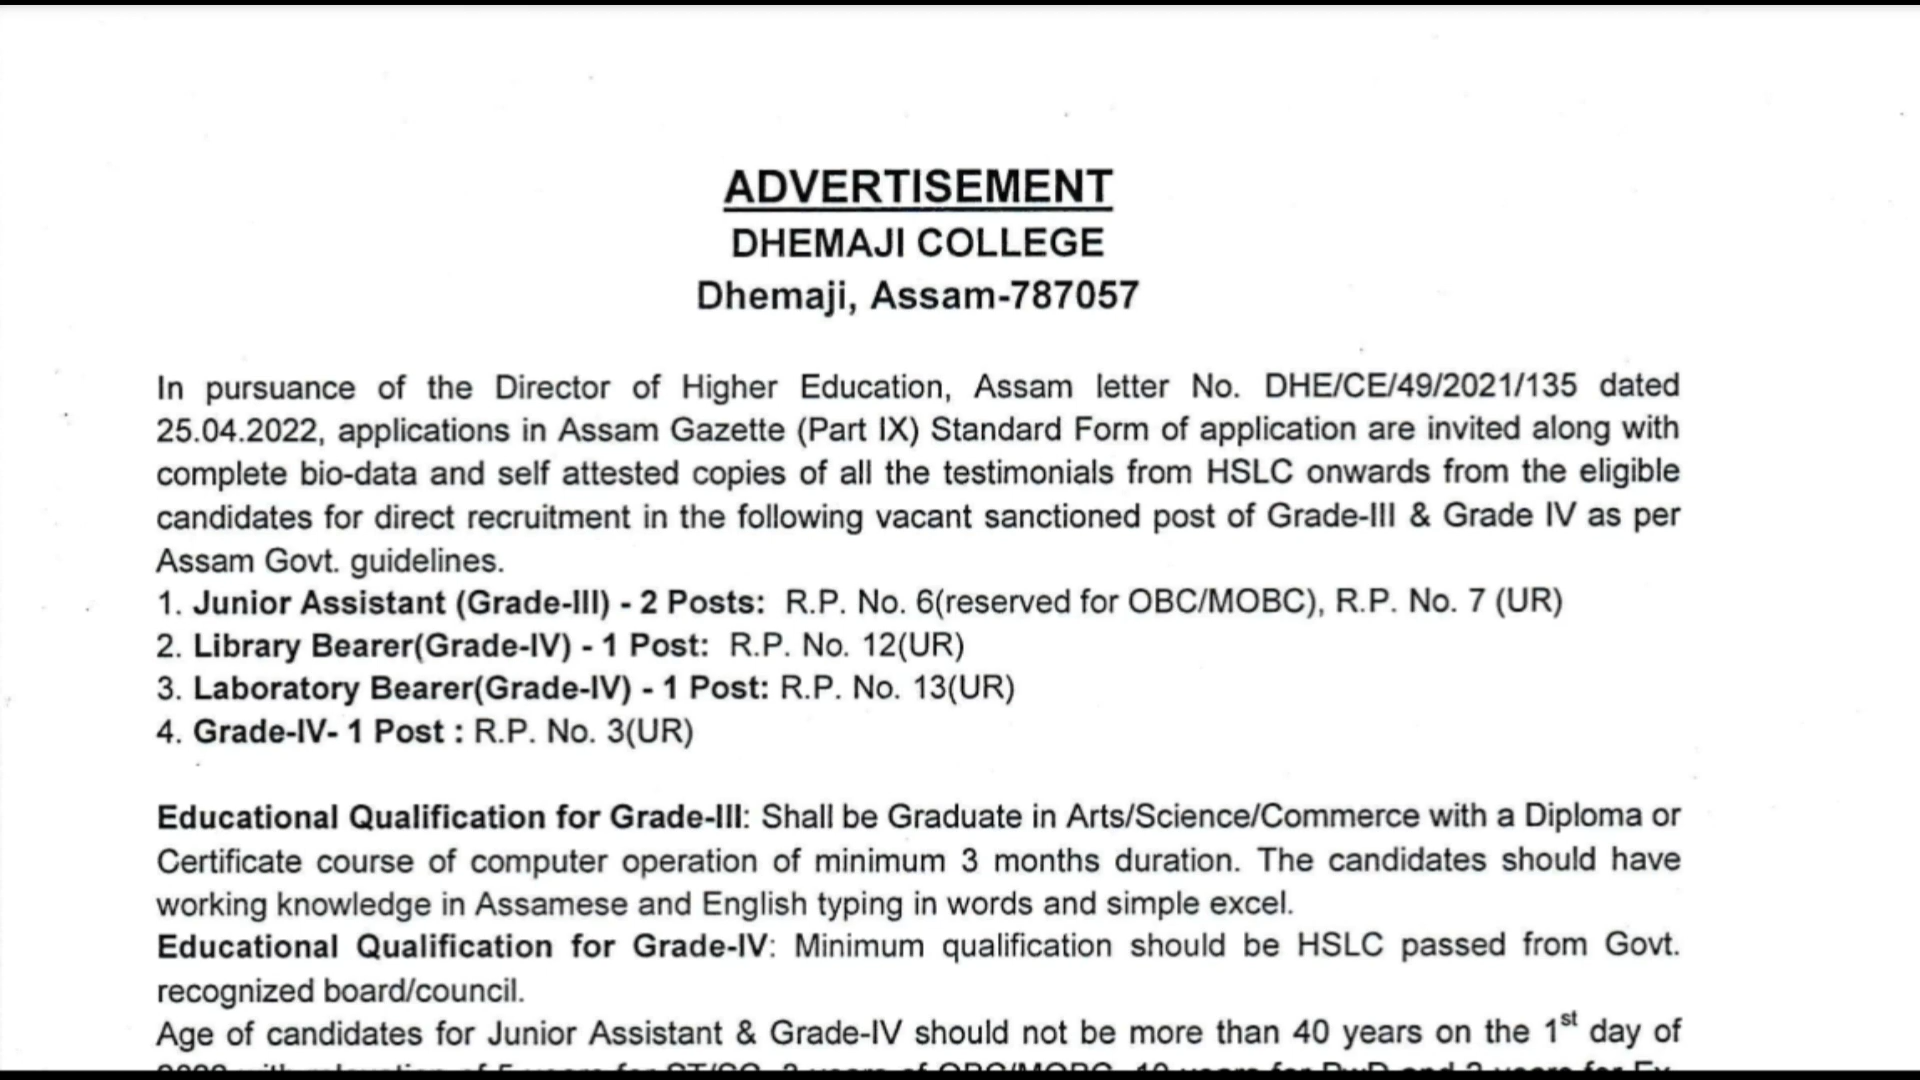 ADVERTISEMENT
DHEMAJI COLLEGE
Dhemaji, Assam-787057
In pursuance of the Director of Higher Education, Assam letter No. DHE/CE/49/2021/135 dated
25.04.2022, applications in Assam Gazette (Part IX) Standard Form of application are invited along with
complete bio-data and self attested copies of all the testimonials from HSLC onwards from the eligible
candidates for direct recruitment in the following vacant sanctioned post of Grade-III & Grade IV as per
Assam Govt. guidelines.
1. Junior Assistant (Grade-III) - 2 Posts: R.P. No. 6(reserved for OBC/MOBC), R.P. No. 7 (UR)
2. Library Bearer(Grade-IV) - 1 Post: R.P. No. 12(UR)
3. Laboratory Bearer(Grade-IV) - 1 Post: R.P. No. 13(UR)
4. Grade-IV- 1 Post : R.P. No. 3(UR)
Educational Qualification for Grade-III: Shall be Graduate in Arts/Science/Commerce with a Diploma or
Certificate course of computer operation of minimum 3 months duration. The candidates should have
working knowledge in Assamese and English typing in words and simple excel.
Educational Qualification for Grade-IV: Minimum qualification should be HSLC passed from Govt.
recognized board/council.
Age of candidates for Junior Assistant & Grade-IV should not be more than 40 years on the 1st day of